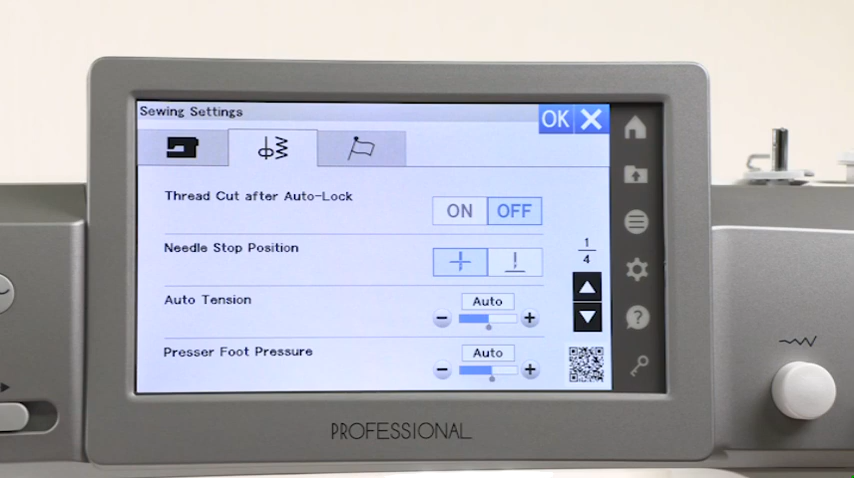 Sewing Settings
OK
Thread Cut after Auto-Lock
ON OFF
Needle Stop Position
1
4
Auto Tension
Auto
Presser Foot Pressure
Auto
PROFESSIONAL